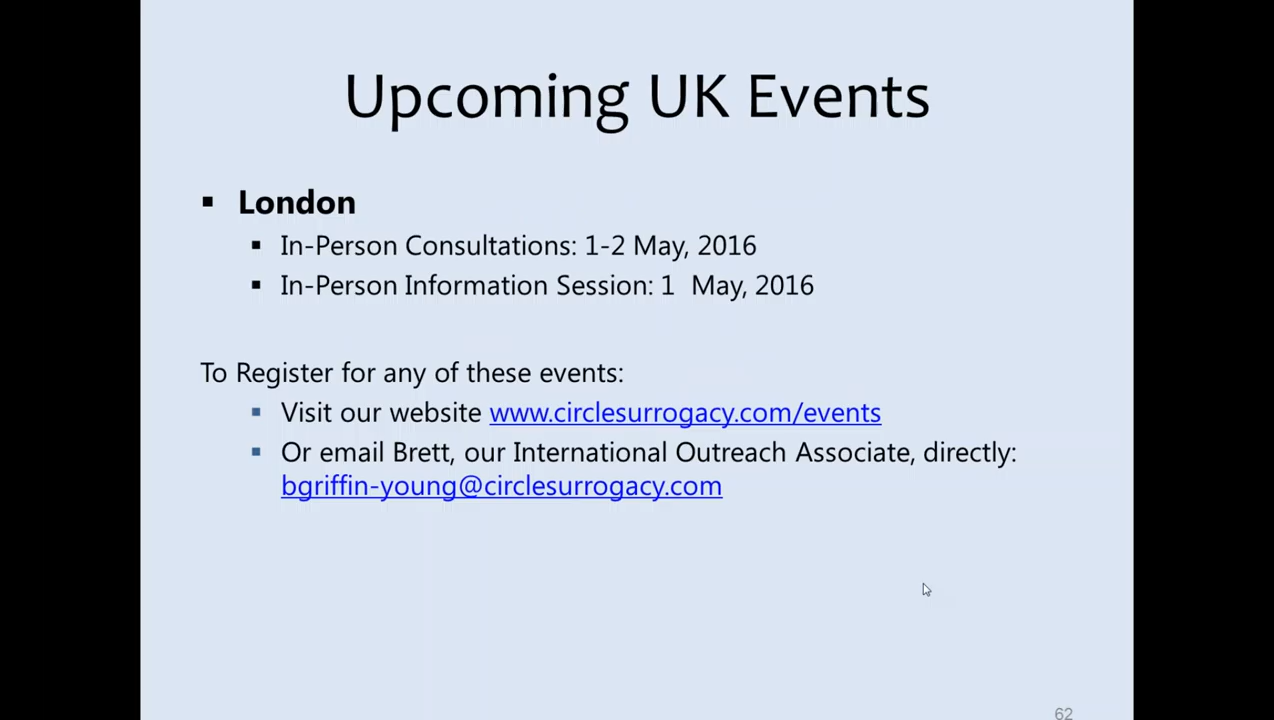 Upcoming UK Events
▪ London
▪ In-Person Consultations: 1-2 May, 2016
▪ In-Person Information Session: 1  May, 2016
To Register for any of these events:
▪ Visit our website www.circlesurrogacy.com/events
▪ Or email Brett, our International Outreach Associate, directly:
bgriffin-young@circlesurrogacy.com
62